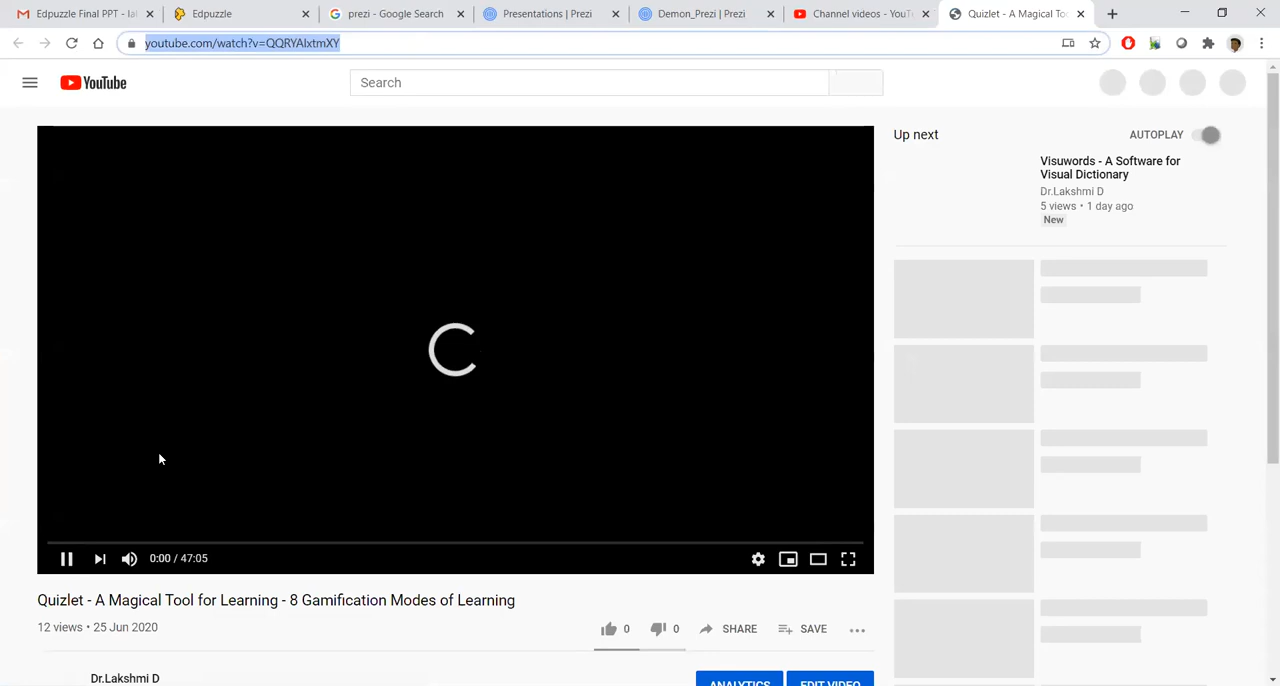 Edpuzzle Final PPT - la
Edpuzzle
prezi - Google Search
Presentations | Prezi
Demon_Prezi | Prezi
Channel videos - YouT
Quizlet - A Magical Too
youtube.com/watch?v=QQRYAIxtmXY
YouTube
Search
Up next
AUTOPLAY
Visuwords - A Software for
Visual Dictionary
Dr.Lakshmi D
5 views • 1 day ago
New
0:00 / 47:05
Quizlet - A Magical Tool for Learning - 8 Gamification Modes of Learning
12 views • 25 Jun 2020
0
0
SHARE
SAVE
Dr.Lakshmi D
ANALYTICS
EDIT VIDEO